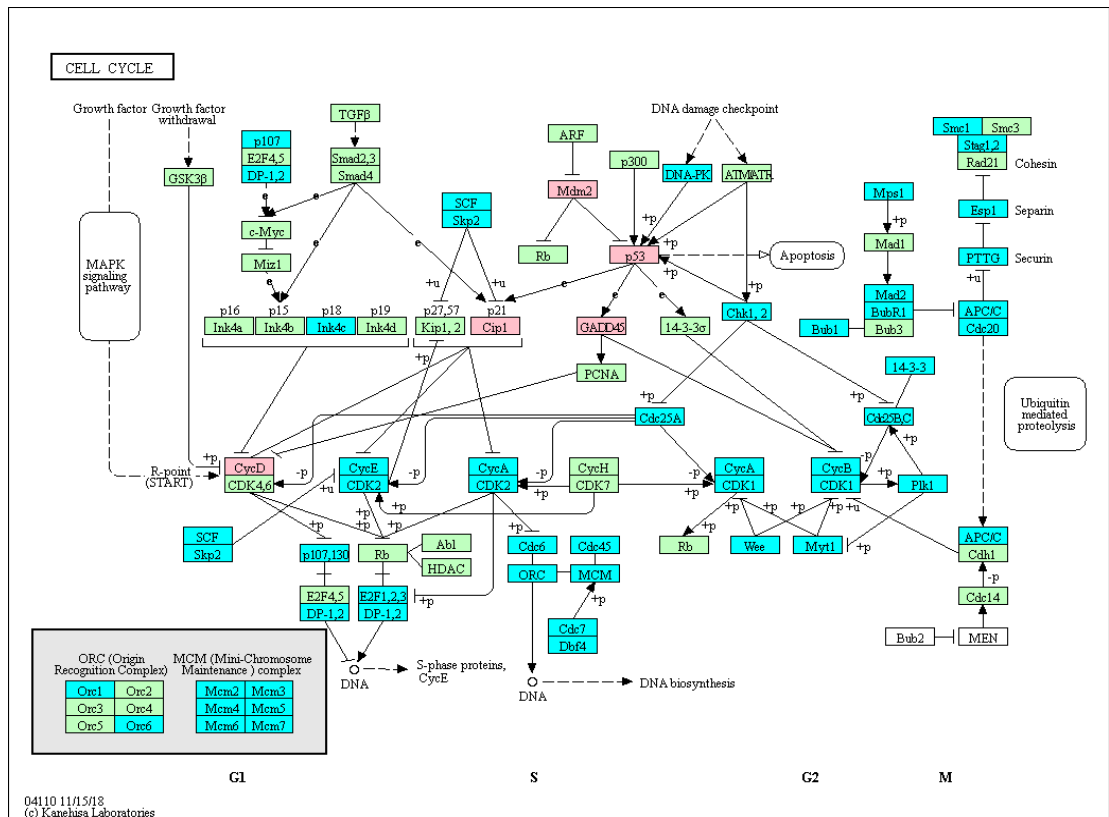 CELL CYCLE
Growth factor
Growth factor
withdrawal
TGFβ
DNA damage checkpoint
Smc1 Smc3
Stag1,2
Rad21
Cohesin
p107
E2F4,5
DP-1,2
Smad2,3
Smad4
ARF
p300
DNA-PK
ATM/ATR
GSK3β
Mdm2
Mps1
SCF
Skp2
+p
Esp1
Separin
e
e
c-Myc
Miz1
e
e
Rb
p53
+p
+p
+p
Apoptosis
Mad1
PTTG
Securin
MAPK
signaling
pathway
+u
+u
e
e
e
+p
+u
Mad2
BubR1
Bub3
Bub1
APC/C
Cdc20
p16 p15 p18 p19
Ink4a Ink4b Ink4c Ink4d
p27,57 p21
Kip1, 2 Cip1
GADD45
14-3-3σ
Chk1, 2
+p
PCNA
+p
+p
14-3-3
Cdc25A
Cdc25B,C
Ubiquitin
mediated
proteolysis
R-point
(START)
+p
CycD
CDK4,6
-p
+u
CycE
CDK2
-p
CycA
CDK2
-p
+p
CycH
CDK7
-p
+p
CycA
CDK1
CycB
CDK1
-p
+p
+p
Plk1
SCF
Skp2
+p
+p
+p
+p
+p
+p
+p
+p
+u
p107,130
Rb
Abl
HDAC
Cdc6
Cdc45
ORC
MCM
Rb
Wee
Myt1
+p
APC/C
Cdh1
-p
Cdc14
E2F4,5
DP-1,2
E2F1,2,3
DP-1,2
+p
+p
Cdc7
Dbf4
Bub2
MEN
ORC (Origin
Recognition Complex)
MCM (Mini-Chromosome
Maintenance ) complex
Orc1 Orc2
Orc3 Orc4
Orc5 Orc6
Mcm2 Mcm3
Mcm4 Mcm5
Mcm6 Mcm7
DNA
S-phase proteins,
CycE
DNA
DNA biosynthesis
G1
S
G2
M
04110 11/15/18
(c) Kanehisa Laboratories